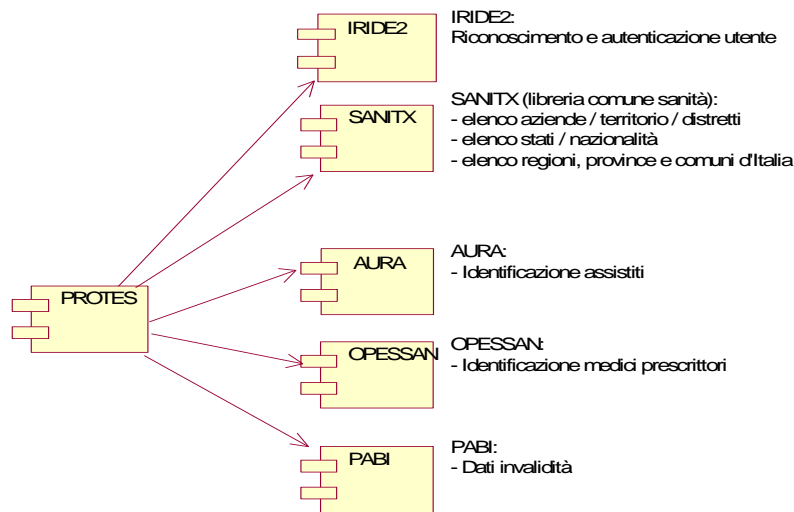 IRIDE2
IRIDE2:
Riconoscimento e autenticazione utente
SANITX
SANITX (libreria comune sanità):
- elenco aziende / territorio / distretti
- elenco stati / nazionalità
- elenco regioni, province e comuni d'Italia
AURA
AURA:
- Identificazione assistiti
PROTES
OPESSAN
OPESSAN:
- Identificazione medici prescrittori
PABI
PABI:
- Dati invalidità